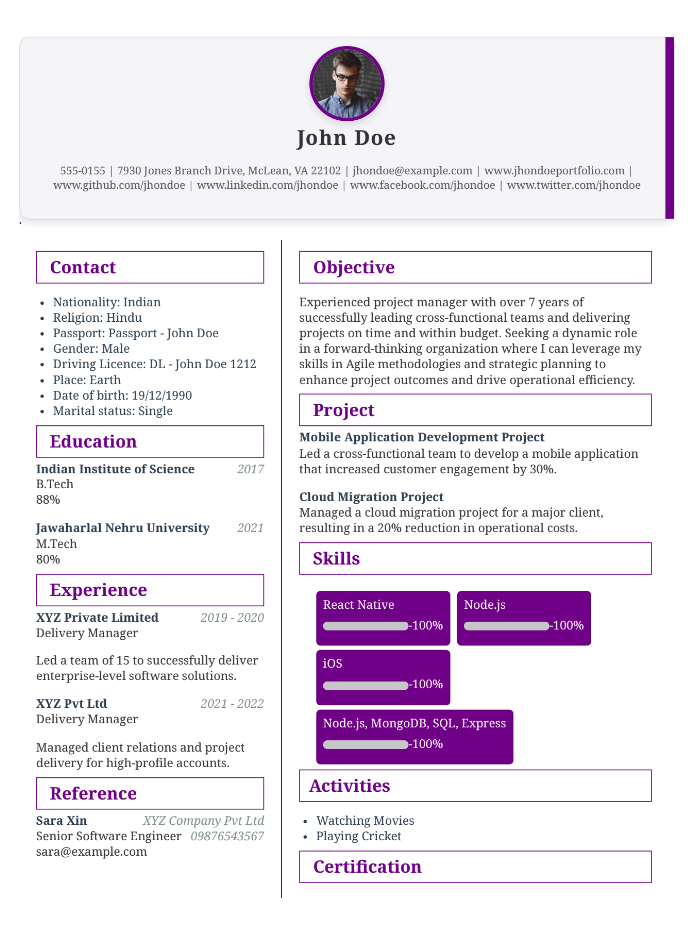 John Doe
555-0155 | 7930 Jones Branch Drive, McLean, VA 22102 | jhondoe@example.com | www.jhondoeportfolio.com |
www.github.com/jhondoe | www.linkedin.com/jhondoe | www.facebook.com/jhondoe | www.twitter.com/jhondoe
.
Contact
• Nationality: Indian
• Religion: Hindu
• Passport: Passport - John Doe
• Gender: Male
• Driving Licence: DL - John Doe 1212
• Place: Earth
• Date of birth: 19/12/1990
• Marital status: Single
Education
Indian Institute of Science 2017
B.Tech
88%
Jawaharlal Nehru University 2021
M.Tech
80%
Experience
XYZ Private Limited 2019 - 2020
Delivery Manager
Led a team of 15 to successfully deliver
enterprise-level software solutions.
XYZ Pvt Ltd 2021 - 2022
Delivery Manager
Managed client relations and project
delivery for high-profile accounts.
Reference
Sara Xin XYZ Company Pvt Ltd
Senior Software Engineer 09876543567
sara@example.com
Objective
Experienced project manager with over 7 years of
successfully leading cross-functional teams and delivering
projects on time and within budget. Seeking a dynamic role
in a forward-thinking organization where I can leverage my
skills in Agile methodologies and strategic planning to
enhance project outcomes and drive operational efficiency.
Project
Mobile Application Development Project
Led a cross-functional team to develop a mobile application
that increased customer engagement by 30%.
Cloud Migration Project
Managed a cloud migration project for a major client,
resulting in a 20% reduction in operational costs.
Skills
React Native
-100%
Node.js
-100%
iOS
-100%
Node.js, MongoDB, SQL, Express
-100%
Activities
• Watching Movies
• Playing Cricket
Certification